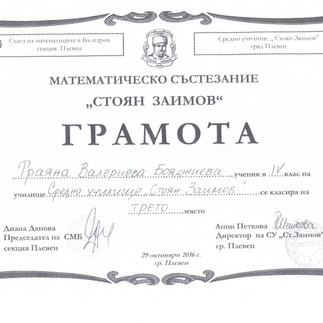 Съюз на математиците в България
секция Плевен
Средно училище „Стоян Заимов“
град Плевен
МАТЕМАТИЧЕСКО СЪСТЕЗАНИЕ
„СТОЯН ЗАИМОВ“
ГРАМОТА
Траяна Валериева Бояджиева ученик в IV клас на
училище Средно училище „Стоян Заимов“ се класира на
трето място
Диана Данова
Председател на СМБ
секция Плевен
Анни Петкова
Директор на СУ „Ст.Заимов“
гр. Плевен
29 октомври 2016 г.
гр. Плевен